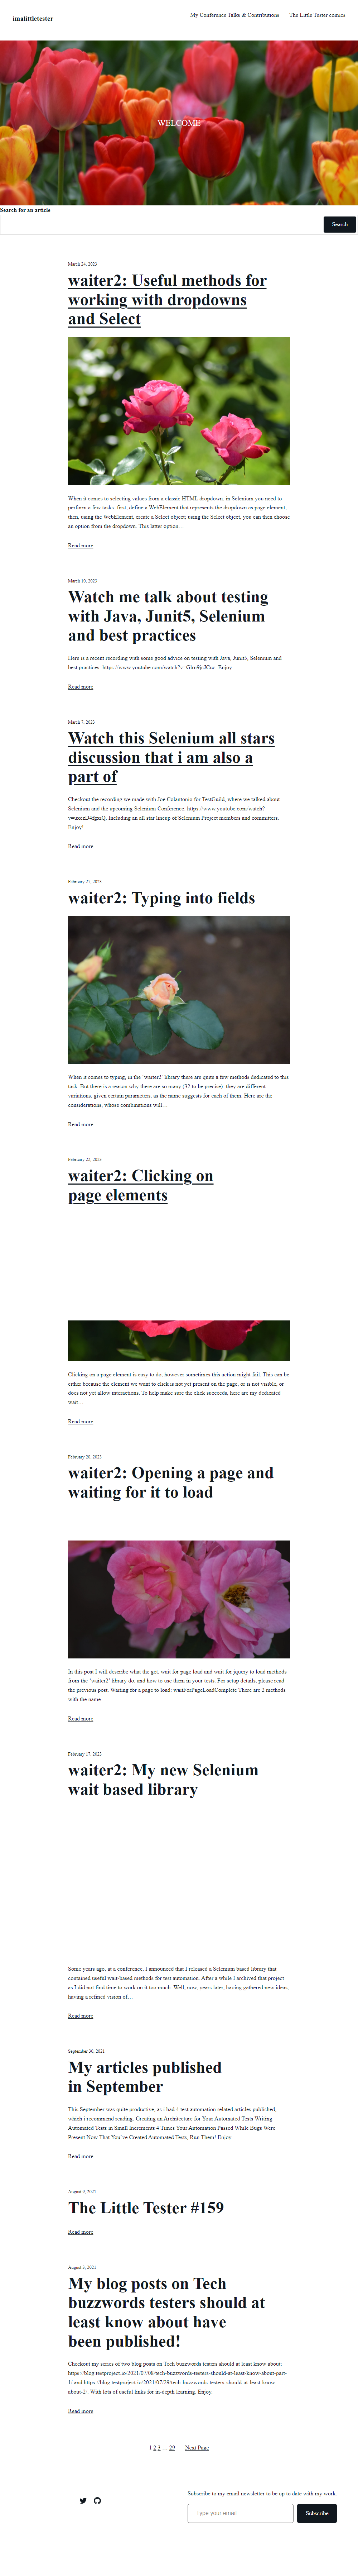 imalittletester
My Conference Talks & Contributions The Little Tester comics
WELCOME
Search for an article
Search
March 24, 2023
waiter2: Useful methods for
working with dropdowns
and Select
When it comes to selecting values from a classic HTML dropdown, in Selenium you need to
perform a few tasks: first, define a WebElement that represents the dropdown as page element;
then, using the WebElement, create a Select object; using the Select object, you can then choose
an option from the dropdown. This latter option…
Read more
March 10, 2023
Watch me talk about testing
with Java, Junit5, Selenium
and best practices
Here is a recent recording with some good advice on testing with Java, Junit5, Selenium and
best practices: Enjoy.
Read more
March 7, 2023
Watch this Selenium all stars
discussion that i am also a
part of
Checkout the recording we made with Joe Colantonio for TestGuild, where we talked about
Selenium and the upcoming Selenium Conference: https://www.youtube.com/watch?
Including an all star lineup of Selenium Project members and committers.
Enjoy!
Read more
February 27, 2023
waiter2: Typing into fields
When it comes to typing, in the ‘waiter2’ library there are quite a few methods dedicated to this
task. But there is a reason why there are so many (32 to be precise): they are different
variations, given certain parameters, as the name suggests for each of them. Here are the
considerations, whose combinations will…
Read more
February 22, 2023
waiter2: Clicking on
page elements
Clicking on a page element is easy to do, however sometimes this action might fail. This can be
either because the element we want to click is not yet present on the page, or is not visible, or
does not yet allow interactions. To help make sure the click succeeds, here are my dedicated
wait…
Read more
February 20, 2023
waiter2: Opening a page and
waiting for it to load
In this post I will describe what the get, wait for page load and wait for jquery to load methods
from the ‘waiter2’ library do, and how to use them in your tests. For setup details, please read
the previous post. Waiting for a page to load: waitForPageLoadComplete There are 2 methods
with the name…
Read more
February 17, 2023
waiter2: My new Selenium
wait based library
Some years ago, at a conference, I announced that I released a Selenium based library that
contained useful wait-based methods for test automation. After a while I archived that project
as I did not find time to work on it too much. Well, now, years later, having gathered new ideas,
having a refined vision of…
Read more
September 30, 2021
My articles published
in September
This September was quite productive, as i had 4 test automation related articles published,
which i recommend reading: Creating an Architecture for Your Automated Tests Writing
Automated Tests in Small Increments 4 Times Your Automation Passed While Bugs Were
Present Now That You’ve Created Automated Tests, Run Them! Enjoy.
Read more
August 9, 2021
The Little Tester #159
Read more
August 3, 2021
My blog posts on Tech
buzzwords testers should at
least know about have
been published!
Checkout my series of two blog posts on Tech buzzwords testers should at least know about:
https://blog.testproject.io/2021/07/08/tech-buzzwords-testers-should-at-least-know-about-part-
1/ and https://blog.testproject.io/2021/07/29/tech-buzzwords-testers-should-at-least-know-
about-2/. With lots of useful links for in-depth learning. Enjoy.
Read more
1 2 3 … 29 Next Page
Subscribe to my email newsletter to be up to date with my work.
Type your email…
Subscribe